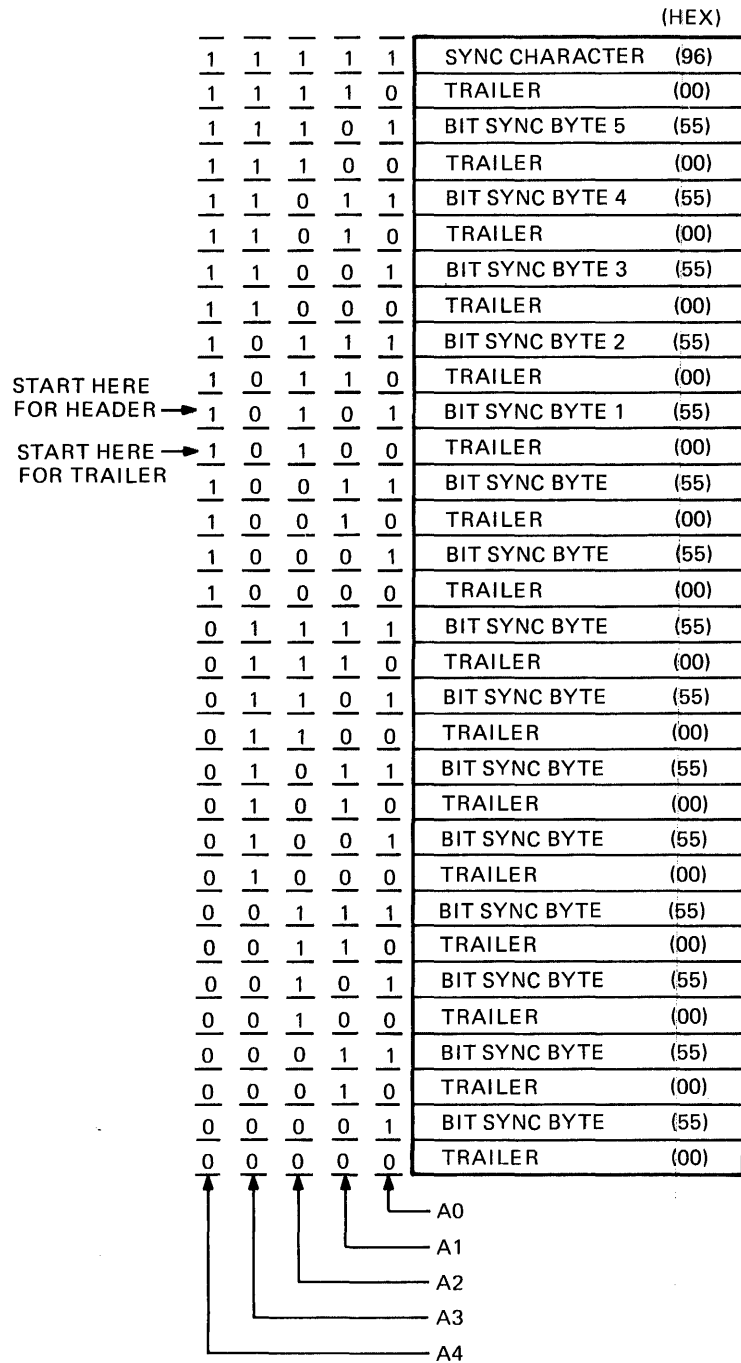 (HEX)
1 1 1 1 1 SYNC CHARACTER (96)
1 1 1 1 0 TRAILER (00)
1 1 1 0 1 BIT SYNC BYTE 5 (55)
1 1 1 0 0 TRAILER (00)
1 1 0 1 1 BIT SYNC BYTE 4 (55)
1 1 0 1 0 TRAILER (00)
1 1 0 0 1 BIT SYNC BYTE 3 (55)
1 1 0 0 0 TRAILER (00)
1 0 1 1 1 BIT SYNC BYTE 2 (55)
1 0 1 1 0 TRAILER (00)
START HERE
FOR HEADER 1 0 1 0 1 BIT SYNC BYTE 1 (55)
START HERE 1 0 1 0 0 TRAILER (00)
FOR TRAILER
1 0 0 1 1 BIT SYNC BYTE (55)
1 0 0 1 0 TRAILER (00)
1 0 0 0 1 BIT SYNC BYTE (55)
1 0 0 0 0 TRAILER (00)
0 1 1 1 1 BIT SYNC BYTE (55)
0 1 1 1 0 TRAILER (00)
0 1 1 0 1 BIT SYNC BYTE (55)
0 1 1 0 0 TRAILER (00)
0 1 0 1 1 BIT SYNC BYTE (55)
0 1 0 1 0 TRAILER (00)
0 1 0 0 1 BIT SYNC BYTE (55)
0 1 0 0 0 TRAILER (00)
0 0 1 1 1 BIT SYNC BYTE (55)
0 0 1 1 0 TRAILER (00)
0 0 1 0 1 BIT SYNC BYTE (55)
0 0 1 0 0 TRAILER (00)
0 0 0 1 1 BIT SYNC BYTE (55)
0 0 0 1 0 TRAILER (00)
0 0 0 0 1 BIT SYNC BYTE (55)
0 0 0 0 0 TRAILER (00)
A0
A1
A2
A3
A4